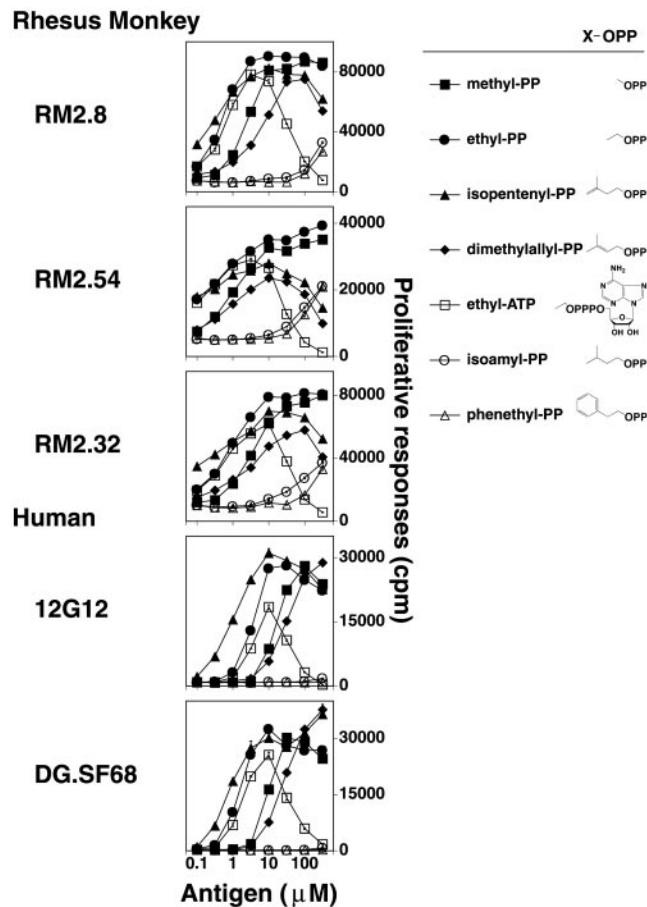 Rhesus Monkey
RM2.8
80000
40000
0
RM2.54
40000
20000
0
RM2.32
80000
40000
0
Human
12G12
30000
15000
0
DG.SF68
30000
15000
0
0.1 1 10 100
Antigen (μM)
Proliferative responses (cpm)
X-OPP
methyl-PP OPP
ethyl-PP OPP
isopentenyl-PP OPP
dimethylallyl-PP OPP
ethyl-ATP OPPPO NH2 N N N N O OH OH
isoamyl-PP OPP
phenethyl-PP OPP